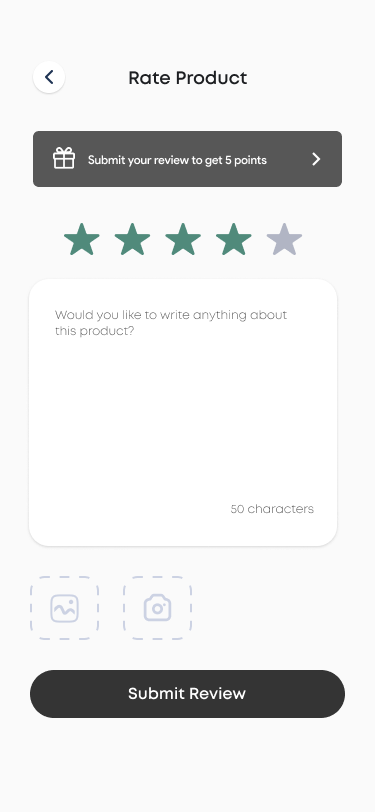 Rate Product
Submit your review to get 5 points
Would you like to write anything about
this product?
50 characters
Submit Review